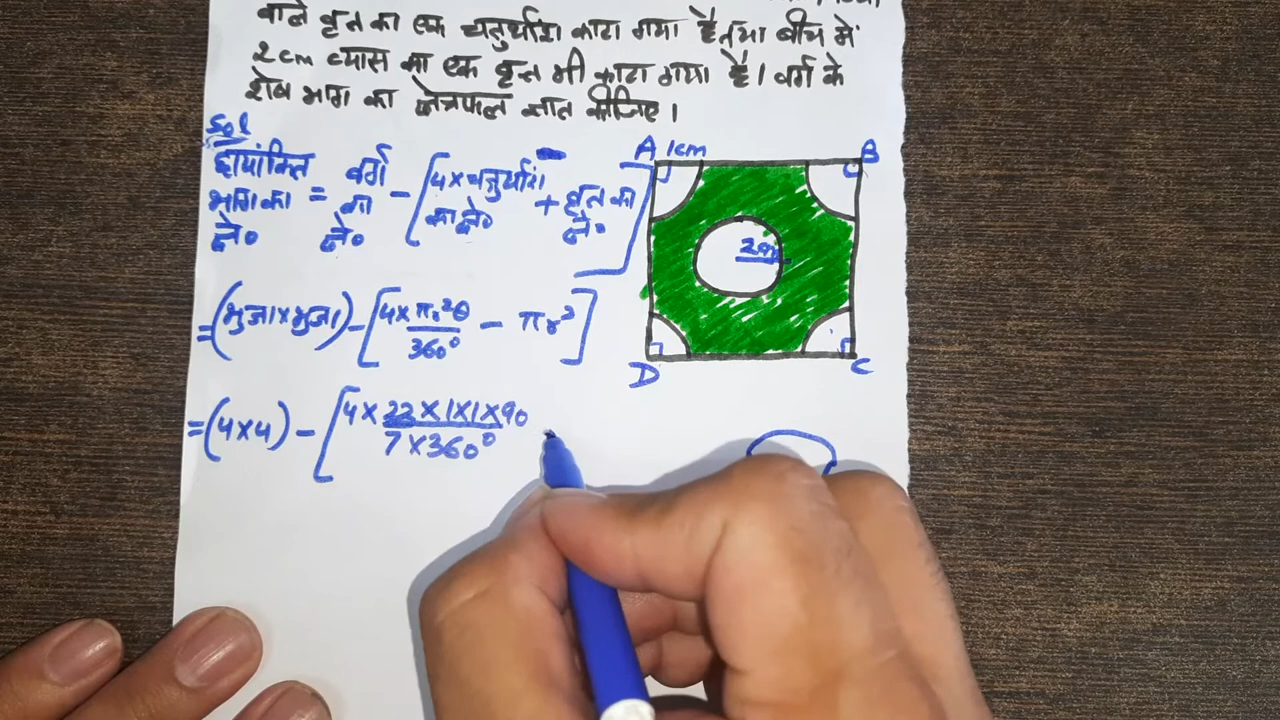 वाले वृत का एक चतुर्थांश काटा गया है तथा बीच में
2cm व्यास का एक वृत्त भी काटा गया है। वर्ग के
शेष भाग का क्षेत्रफल ज्ञात कीजिए।
Sol
छायांकित भाग का क्षे० = वर्ग का क्षे० - [4 × चतुर्थांश का क्षे० + वृत का क्षे०]
= (भुजा × भुजा) - [4 × πr²θ / 360° - πr²]
= (4×4) - [4 × 22 × 1 × 1 × 90 / 7 × 360°
A 1cm B
2cm
D C